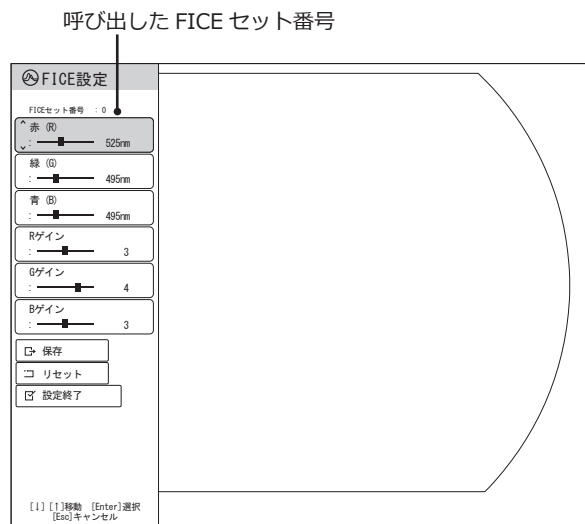 呼び出した FICE セット番号
FICE設定
FICEセット番号 : 0
赤 (R)
: 525nm
緑 (G)
: 495nm
青 (B)
: 495nm
Rゲイン
: 3
Gゲイン
: 4
Bゲイン
: 3
保存
リセット
設定終了
[↓] [↑]移動 [Enter]選択
[Esc]キャンセル